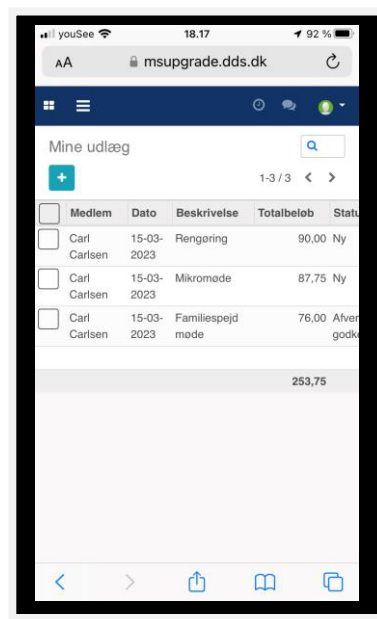 youSee 18.17 92 %
AA msupgrade.dds.dk
Mine udlæg
+ 1-3 / 3
Medlem Dato Beskrivelse Totalbeløb Statu
Carl 15-03- Rengøring 90,00 Ny
Carlsen 2023
Carl 15-03- Mikromøde 87,75 Ny
Carlsen 2023
Carl 15-03- Familiespejd 76,00 Afven
Carlsen 2023 møde godke
253,75